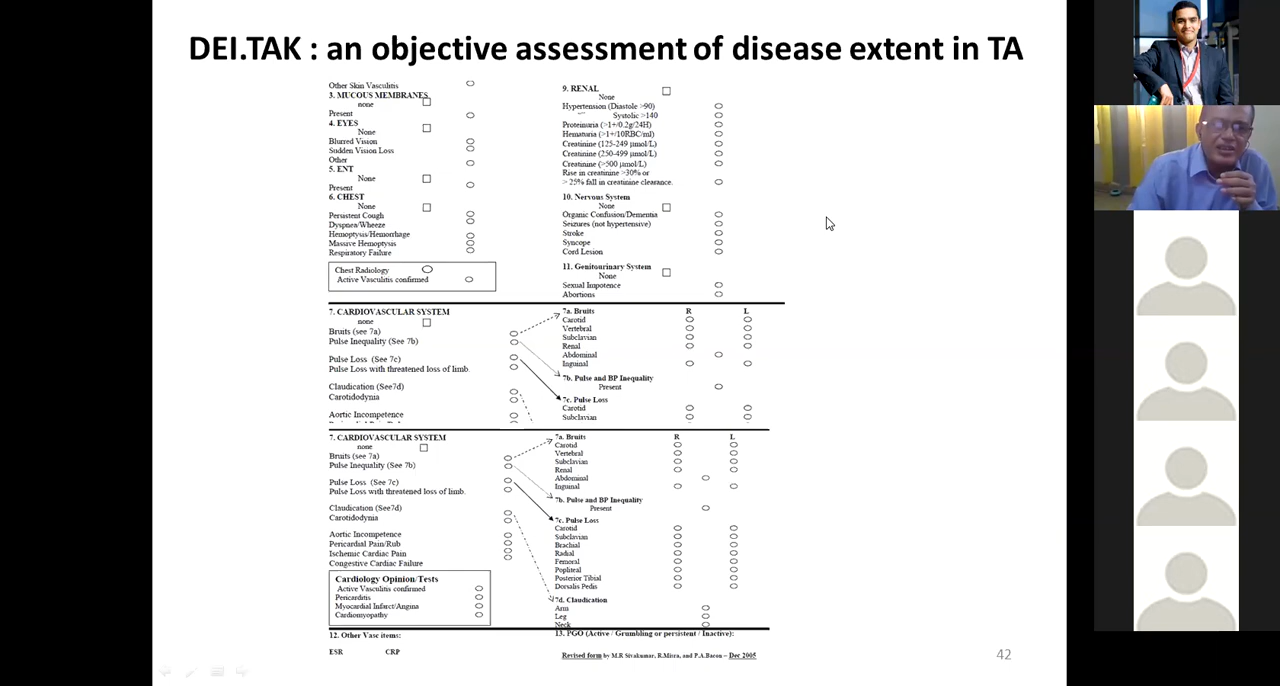 DEI.TAK : an objective assessment of disease extent in TA
Other Skin Vasculitis
3. MUCOUS MEMBRANES
none
Present
4. EYES
None
Blurred Vision
Sudden Vision Loss
Other
5. ENT
None
Present
6. CHEST
None
Persistent Cough
Dyspnea/Wheeze
Hemoptysis/Hemorrhage
Massive Hemoptysis
Respiratory Failure
Chest Radiology
Active Vasculitis confirmed
9. RENAL
None
Hypertension (Diastole >90)
Systolic >140
Proteinuria (>1+/0.2g/24H)
Hematuria (>1+/10RBC/ml)
Creatinine (125-249 µmol/L)
Creatinine (250-499 µmol/L)
Creatinine (>500 µmol/L)
Rise in creatinine >30% or
> 25% fall in creatinine clearance.
10. Nervous System
None
Organic Confusion/Dementia
Seizures (not hypertensive)
Stroke
Syncope
Cord Lesion
11. Genitourinary System
None
Sexual Impotence
Abortions
7. CARDIOVASCULAR SYSTEM
none
Bruits (see 7a)
Pulse Inequality (See 7b)
Pulse Loss (See 7c)
Pulse Loss with threatened loss of limb.
Claudication (See7d)
Carotidodynia
Aortic Incompetence
7a. Bruits R L
Carotid
Vertebral
Subclavian
Renal
Abdominal
Inguinal
7b. Pulse and BP Inequality
Present
7c. Pulse Loss
Carotid
Subclavian
7. CARDIOVASCULAR SYSTEM
none
Bruits (see 7a)
Pulse Inequality (See 7b)
Pulse Loss (See 7c)
Pulse Loss with threatened loss of limb.
Claudication (See7d)
Carotidodynia
Aortic Incompetence
Pericardial Pain/Rub
Ischemic Cardiac Pain
Congestive Cardiac Failure
Cardiology Opinion/Tests
Active Vasculitis confirmed
Pericarditis
Myocardial Infarct/Angina
Cardiomyopathy
7a. Bruits R L
Carotid
Vertebral
Subclavian
Renal
Abdominal
Inguinal
7b. Pulse and BP Inequality
Present
7c. Pulse Loss
Carotid
Subclavian
Brachial
Radial
Femoral
Popliteal
Posterior Tibial
Dorsalis Pedis
7d. Claudication
Arm
Leg
Neck
12. Other Vasc items:
ESR CRP
13. PGO (Active / Grumbling or persistent / Inactive):
Revised form by M.R Sivakumar, R.Misra, and P.A.Bacon – Dec 2005
42